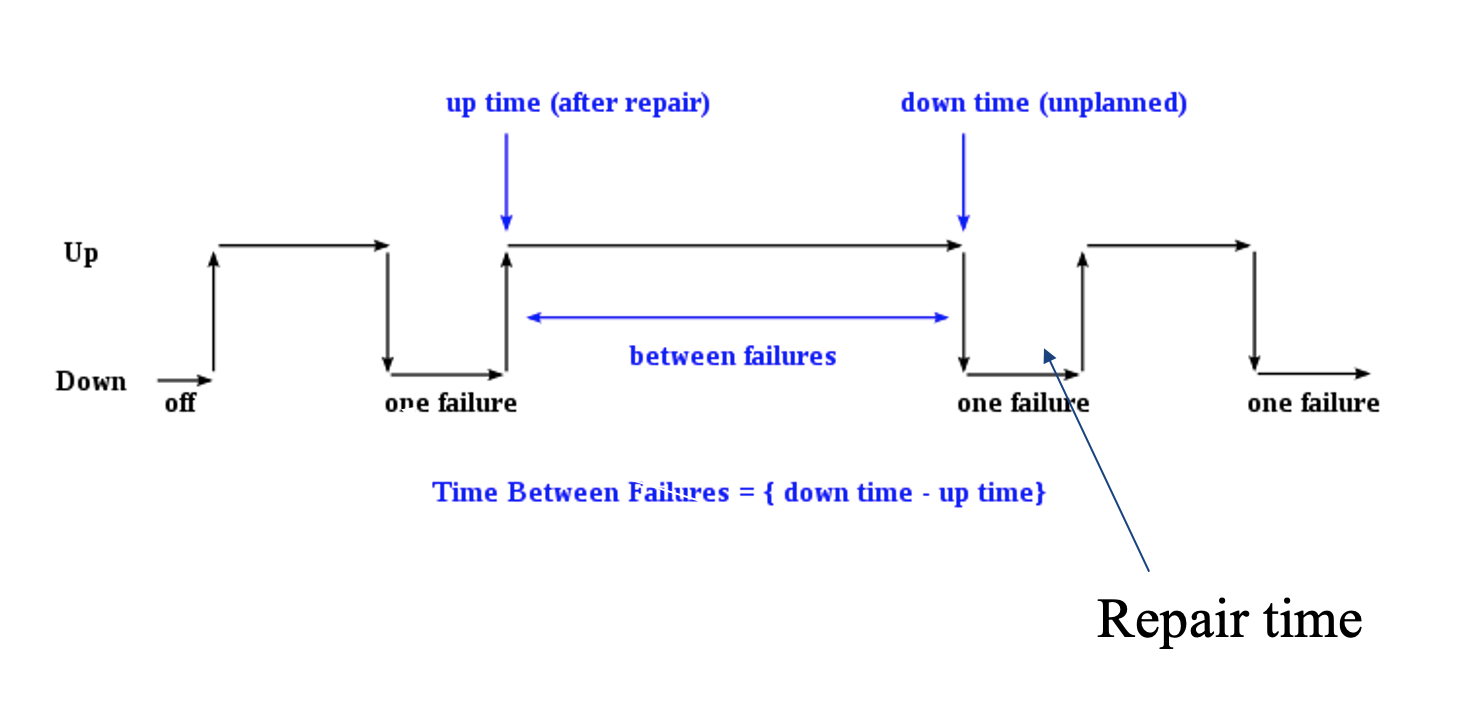 up time (after repair) down time (unplanned)
Up
between failures
Down
off one failure one failure one failure
Time Between Failures = { down time - up time}
Repair time